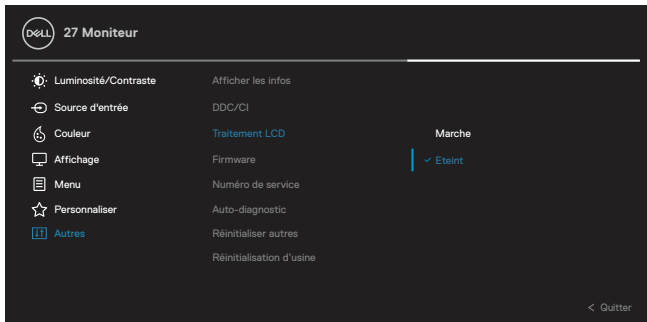 DELL
27 Moniteur
Luminosité/Contraste
Afficher les infos
Source d'entrée
DDC/CI
Couleur
Traitement LCD
Marche
Affichage
Firmware
Eteint
Menu
Numéro de service
Personnaliser
Auto-diagnostic
Autres
Réinitialiser autres
Réinitialisation d'usine
Quitter